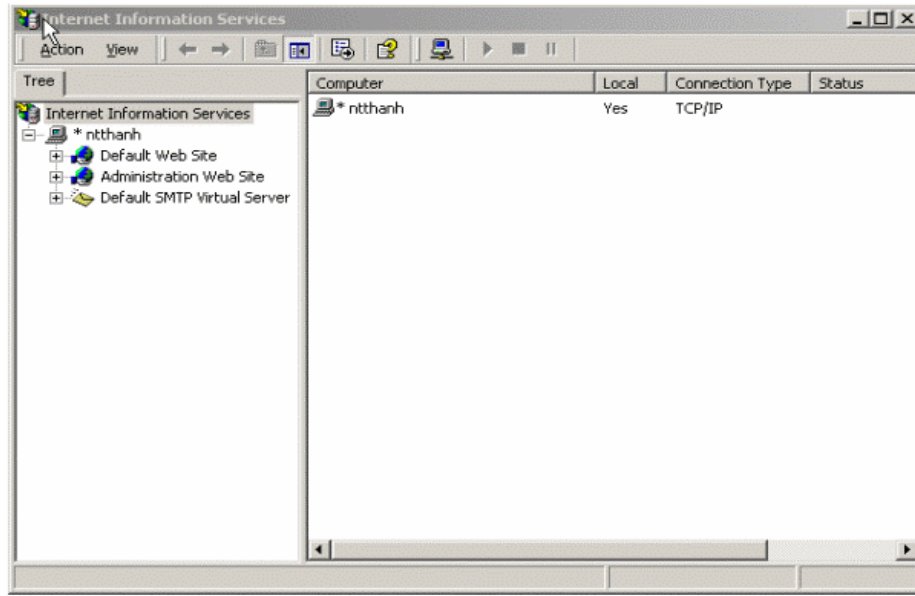 Internet Information Services
Action View
Tree
Computer Local Connection Type Status
Internet Information Services
* ntthanh Yes TCP/IP
* ntthanh
Default Web Site
Administration Web Site
Default SMTP Virtual Server